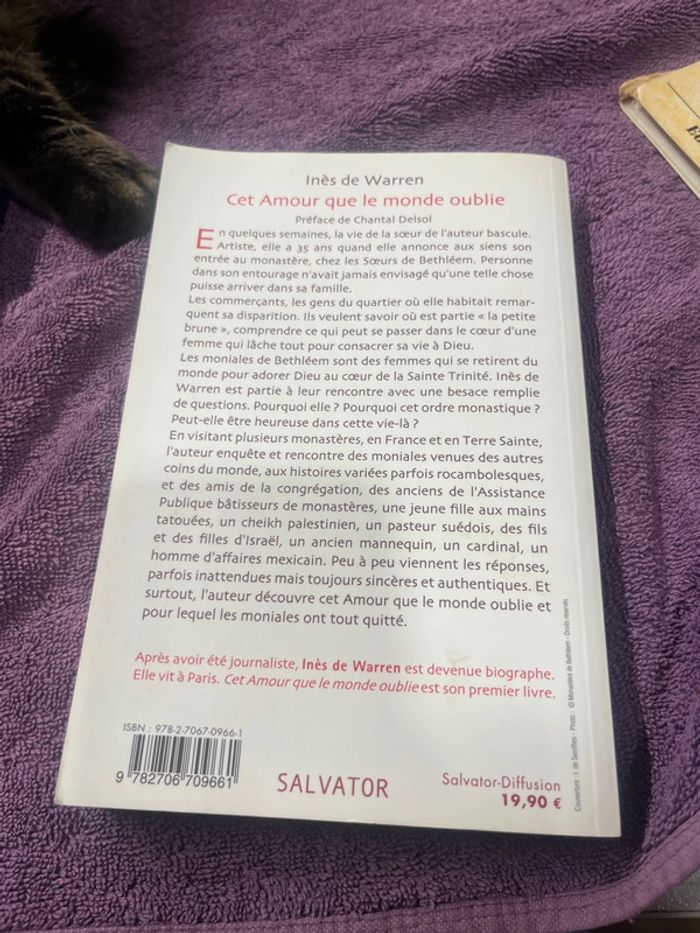 Inès de Warren
Cet Amour que le monde oublie
Préface de Chantal Delsol
En quelques semaines, la vie de la sœur de l'auteur bascule.
Artiste, elle a 35 ans quand elle annonce aux siens son
entrée au monastère, chez les Sœurs de Bethléem. Personne
dans son entourage n'avait jamais envisagé qu'une telle chose
puisse arriver dans sa famille.
Les commerçants, les gens du quartier où elle habitait remar-
quent sa disparition. Ils veulent savoir où est partie « la petite
brune », comprendre ce qui peut se passer dans le cœur d'une
femme qui lâche tout pour consacrer sa vie à Dieu.
Les moniales de Bethléem sont des femmes qui se retirent du
monde pour adorer Dieu au cœur de la Sainte Trinité. Inès de
Warren est partie à leur rencontre avec une besace remplie
de questions. Pourquoi elle ? Pourquoi cet ordre monastique ?
Peut-elle être heureuse dans cette vie-là ?
En visitant plusieurs monastères, en France et en Terre Sainte,
l'auteur enquête et rencontre des moniales venues des autres
coins du monde, aux histoires variées parfois rocambolesques,
et des amis de la congrégation, des anciens de l'Assistance
Publique bâtisseurs de monastères, une jeune fille aux mains
tatouées, un cheikh palestinien, un pasteur suédois, des fils
et des filles d'Israël, un ancien mannequin, un cardinal, un
homme d'affaires mexicain. Peu à peu viennent les réponses,
parfois inattendues mais toujours sincères et authentiques. Et
surtout, l'auteur découvre cet Amour que le monde oublie et
pour lequel les moniales ont tout quitté.
Après avoir été journaliste, Inès de Warren est devenue biographe.
Elle vit à Paris. Cet Amour que le monde oublie est son premier livre.
ISBN : 978-2-7067-0966-1
9 782706 709661
SALVATOR
Salvator-Diffusion
19,90 €
Couverture : I. de Senilhes - Photo : © Monastère de Bethléem - Droits réservés